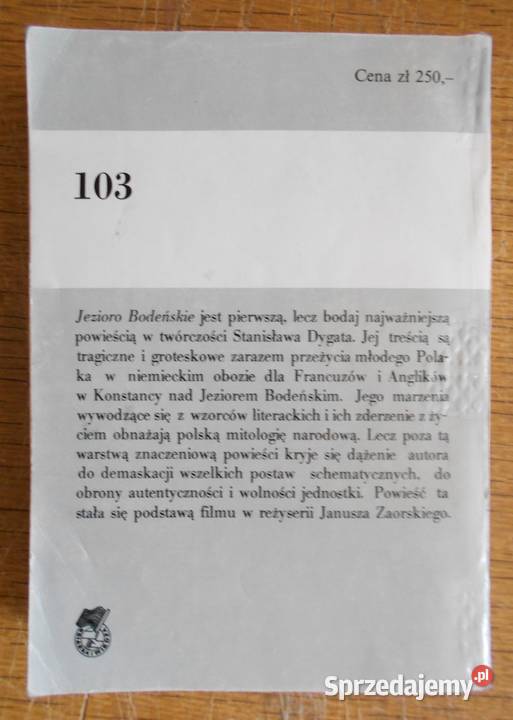 Cena zł 250,–
103
Jezioro Bodeńskie jest pierwszą, lecz bodaj najważniejszą
powieścią w twórczości Stanisława Dygata. Jej treścią są
tragiczne i groteskowe zarazem przeżycia młodego Pola-
ka w niemieckim obozie dla Francuzów i Anglików
w Konstancy nad Jeziorem Bodeńskim. Jego marzenia
wywodzące się z wzorców literackich i ich zderzenie z ży-
ciem obnażają polską mitologię narodową. Lecz poza tą
warstwą znaczeniową powieści kryje się dążenie autora
do demaskacji wszelkich postaw schematycznych, do
obrony autentyczności i wolności jednostki. Powieść ta
stała się podstawą filmu w reżyserii Janusza Zaorskiego.
Sprzedajemy.pl